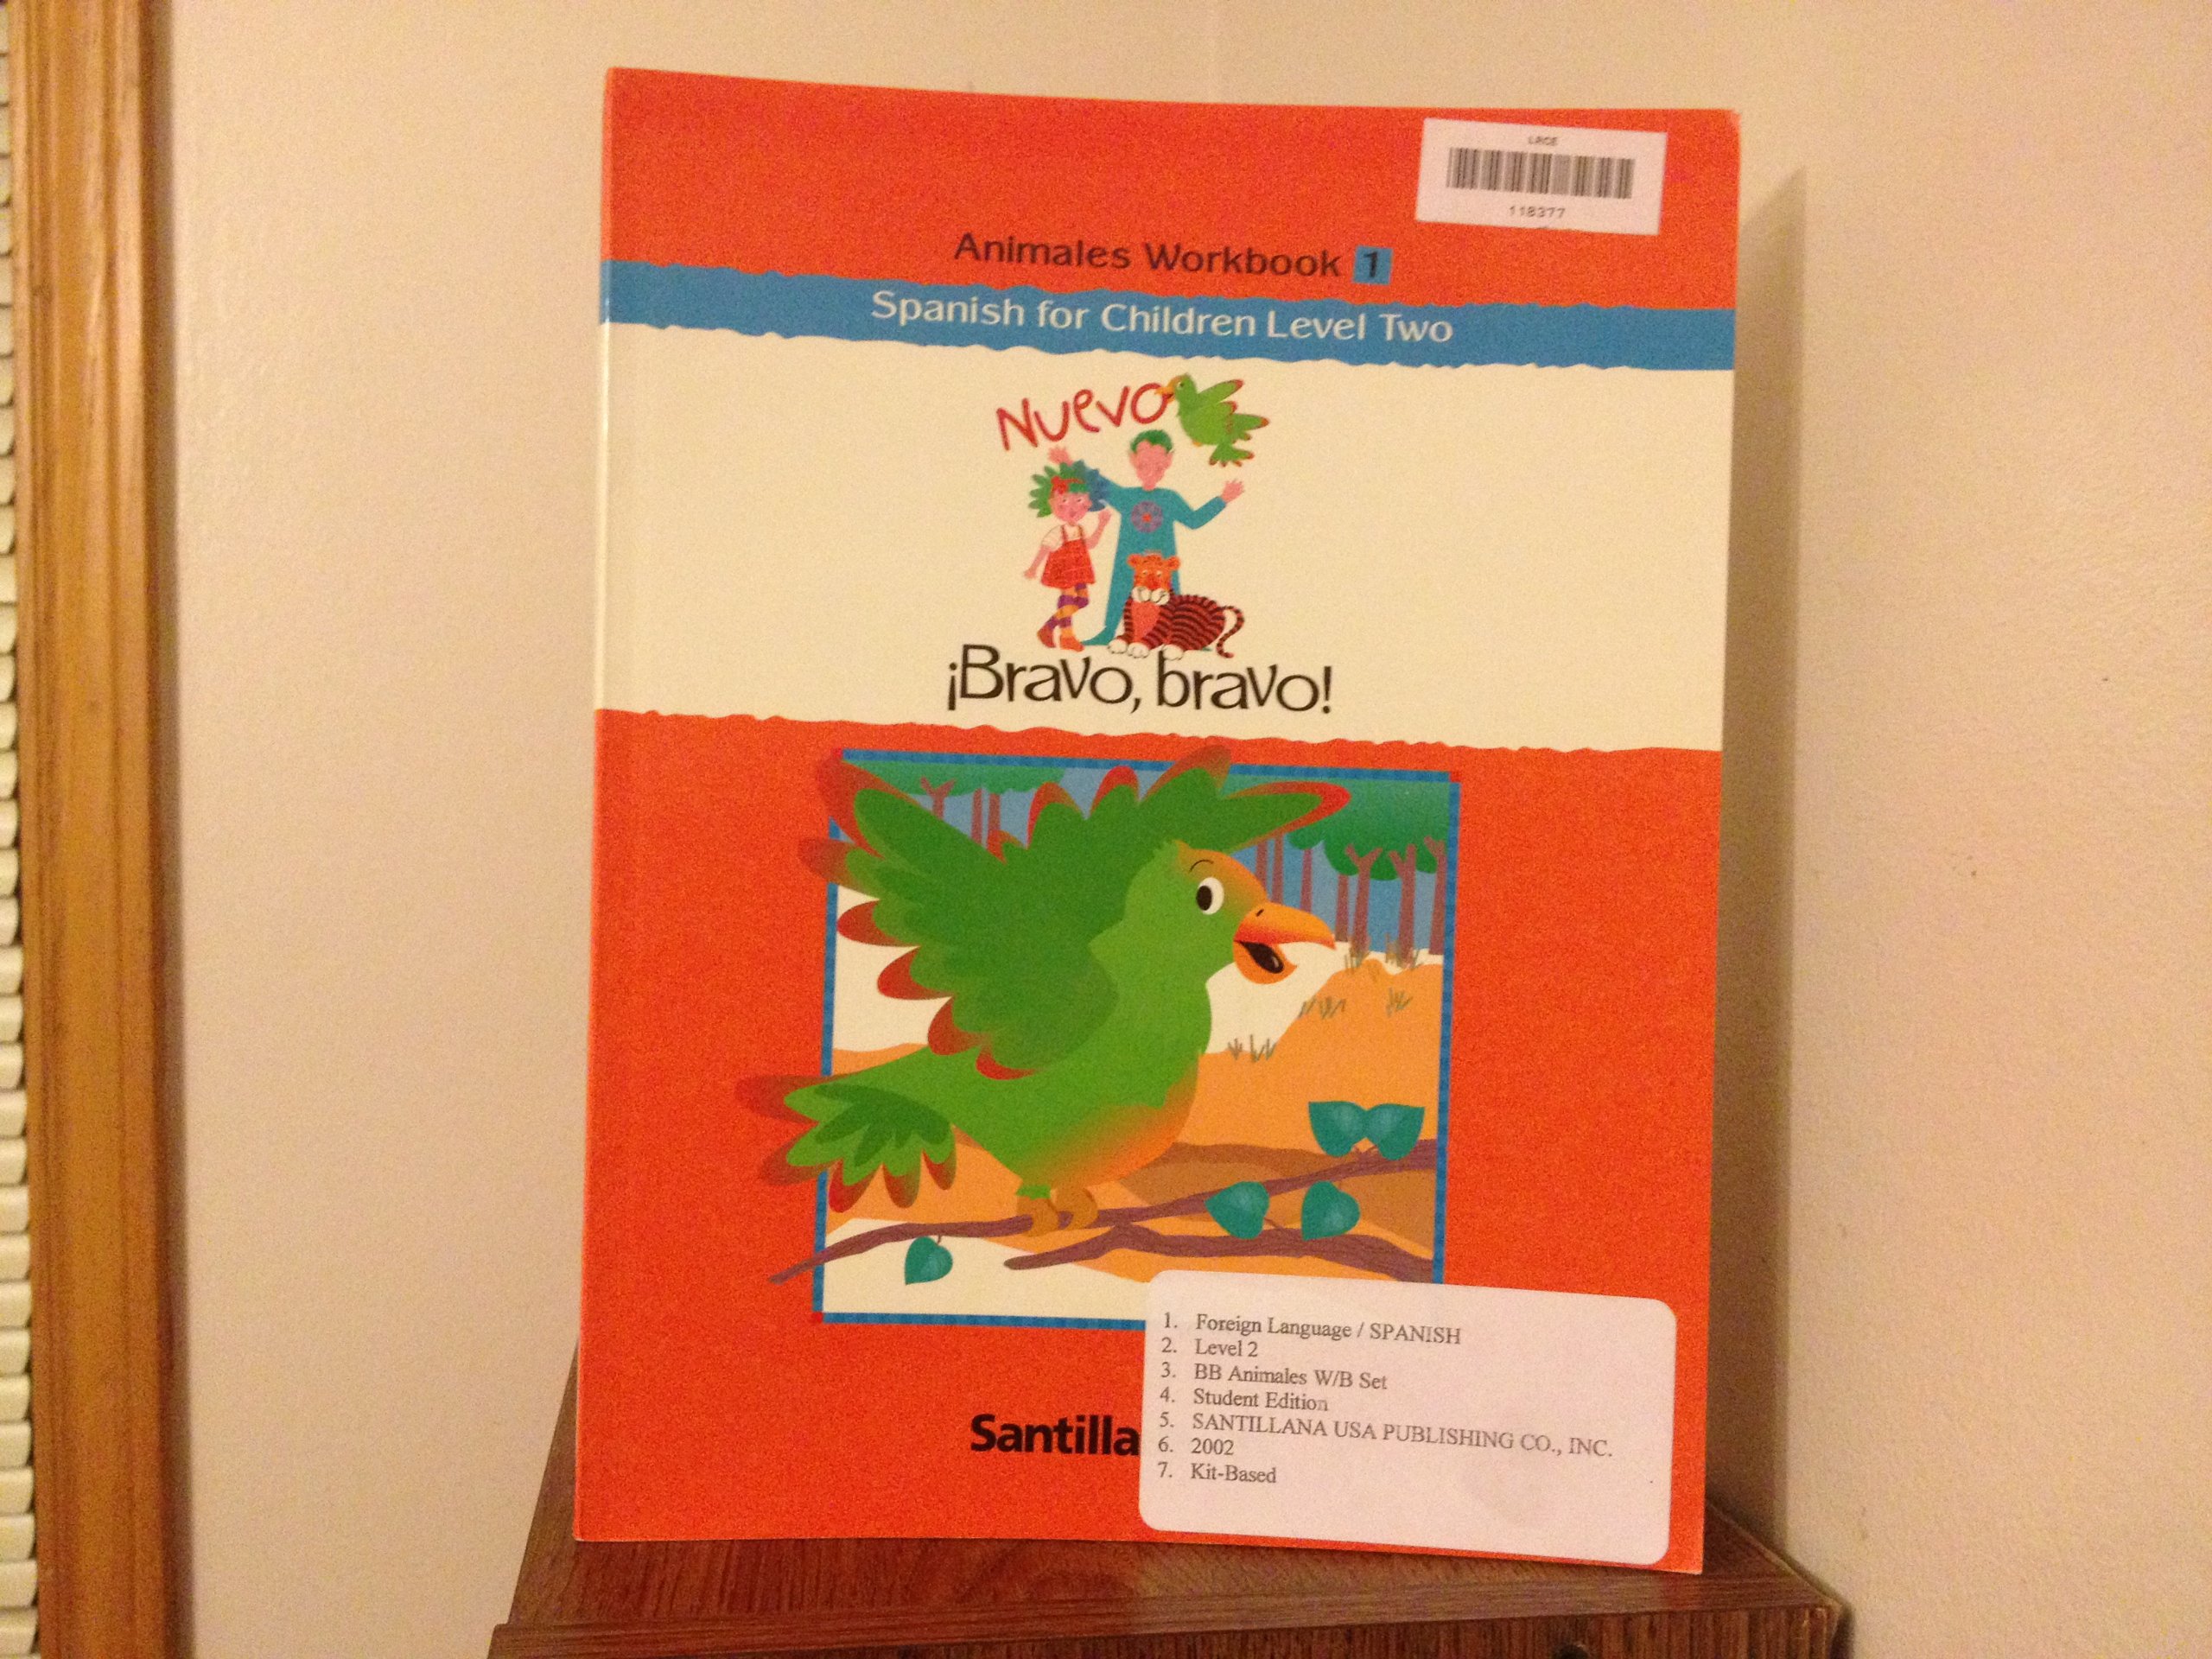 LRCE
118377
Animales Workbook 1
Spanish for Children Level Two
Nuevo
¡Bravo, bravo!
1. Foreign Language / SPANISH
2. Level 2
3. BB Animales W/B Set
4. Student Edition
5. SANTILLANA USA PUBLISHING CO., INC.
6. 2002
7. Kit-Based
Santilla